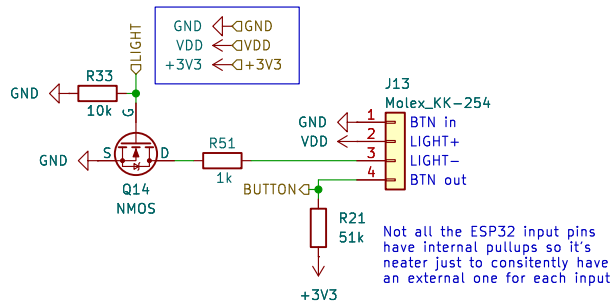 LIGHT
GND
GND
VDD
VDD
+3V3
+3V3
R33
GND
10k
G
J13
Molex_KK-254
GND
1
BTN in
VDD
2
LIGHT+
3
LIGHT-
4
BTN out
GND
S
D
R51
1k
Q14
NMOS
BUTTON
R21
51k
+3V3
Not all the ESP32 input pins
have internal pullups so it's
neater just to consitently have
an external one for each input